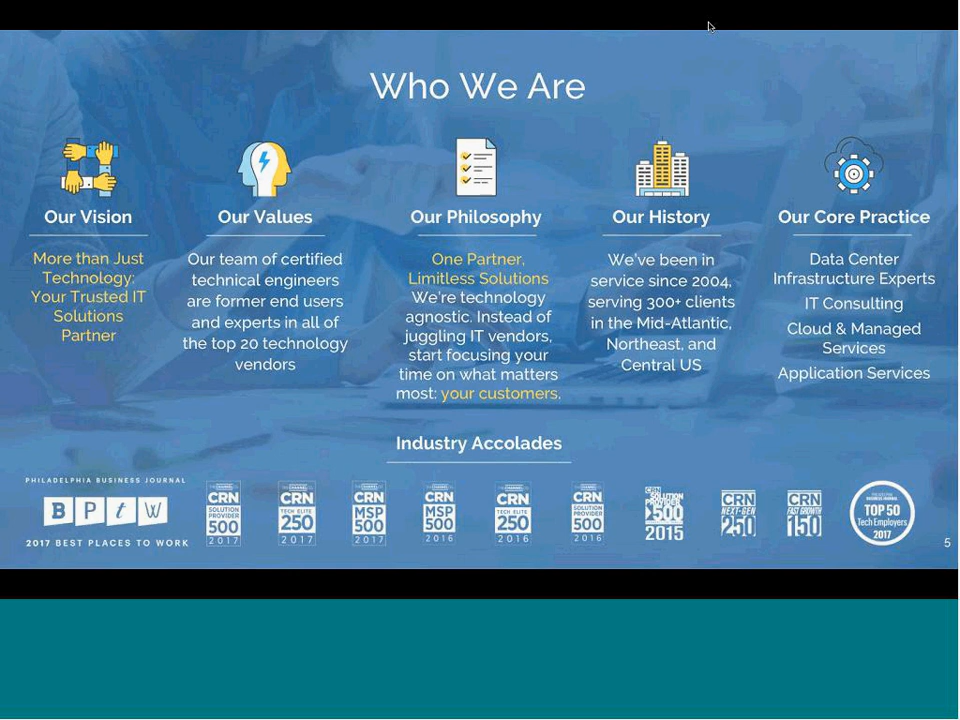 Who We Are
Our Vision
More than Just
Technology:
Your Trusted IT
Solutions
Partner
Our Values
Our team of certified
technical engineers
are former end users
and experts in all of
the top 20 technology
vendors
Our Philosophy
One Partner,
Limitless Solutions
We're technology
agnostic. Instead of
juggling IT vendors,
start focusing your
time on what matters
most: your customers.
Our History
We've been in
service since 2004,
serving 300+ clients
in the Mid-Atlantic,
Northeast, and
Central US
Our Core Practice
Data Center
Infrastructure Experts
IT Consulting
Cloud & Managed
Services
Application Services
Industry Accolades
PHILADELPHIA BUSINESS JOURNAL
BPtW
2017 BEST PLACES TO WORK
CRN
SOLUTION
PROVIDER
500
2017
CRN
TECH ELITE
250
2017
CRN
MSP
500
2017
CRN
MSP
500
2016
CRN
TECH ELITE
250
2016
CRN
SOLUTION
PROVIDER
500
2016
CRN SOLUTION
PROVIDER
500
2015
CRN
NEXT-GEN
250
CRN
FAST GROWTH
150
TOP 50
Tech Employers
2017
5